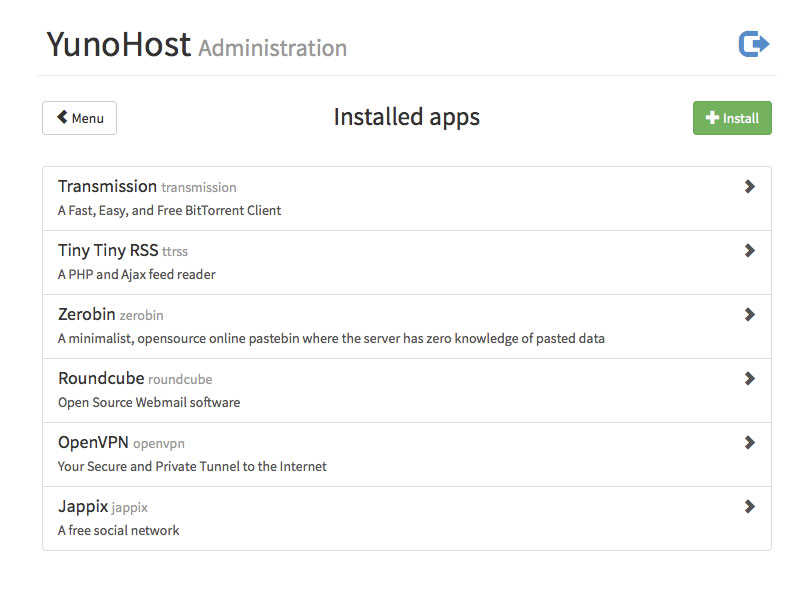 YunoHost Administration
Menu
Installed apps
Install
Transmission transmission
A Fast, Easy, and Free BitTorrent Client
Tiny Tiny RSS ttrss
A PHP and Ajax feed reader
Zerobin zerobin
A minimalist, opensource online pastebin where the server has zero knowledge of pasted data
Roundcube roundcube
Open Source Webmail software
OpenVPN openvpn
Your Secure and Private Tunnel to the Internet
Jappix jappix
A free social network